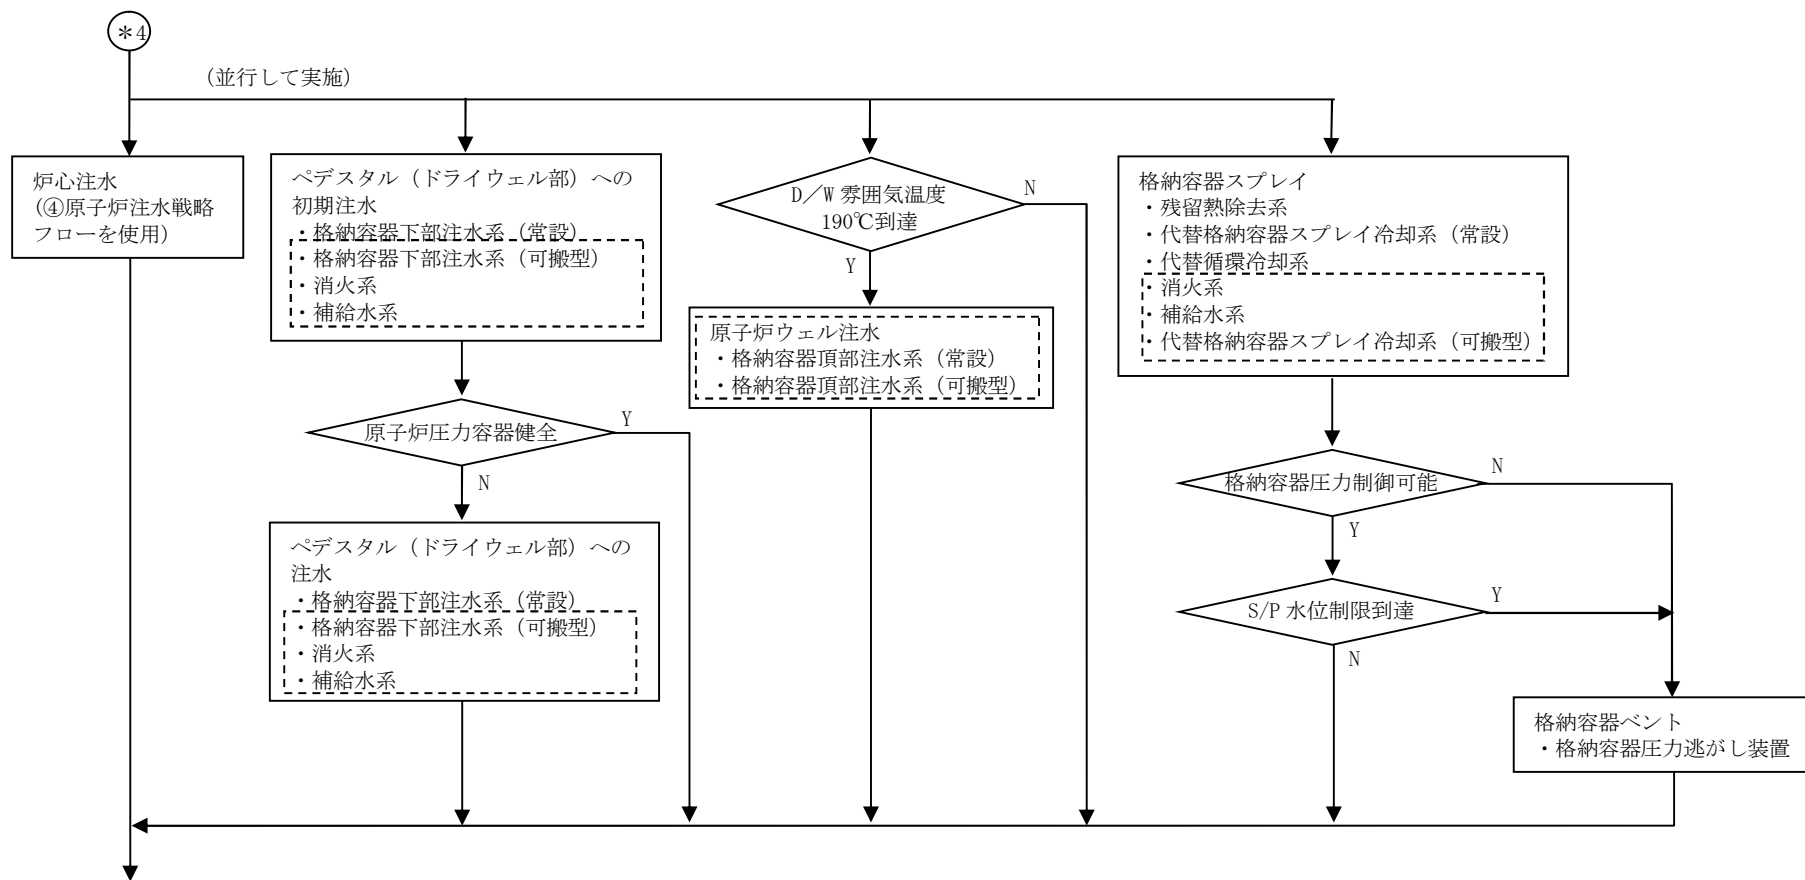 ＊4
（並行して実施）
炉心注水
（④原子炉注水戦略
フローを使用）
ペデスタル（ドライウェル部）への
初期注水
・格納容器下部注水系（常設）
・格納容器下部注水系（可搬型）
・消火系
・補給水系
原子炉圧力容器健全
Y
N
ペデスタル（ドライウェル部）への
注水
・格納容器下部注水系（常設）
・格納容器下部注水系（可搬型）
・消火系
・補給水系
D／W 雰囲気温度
190℃到達
N
Y
原子炉ウェル注水
・格納容器頂部注水系（常設）
・格納容器頂部注水系（可搬型）
格納容器スプレイ
・残留熱除去系
・代替格納容器スプレイ冷却系（常設）
・代替循環冷却系
・消火系
・補給水系
・代替格納容器スプレイ冷却系（可搬型）
格納容器圧力制御可能
N
Y
S/P 水位制限到達
Y
N
格納容器ベント
・格納容器圧力逃がし装置